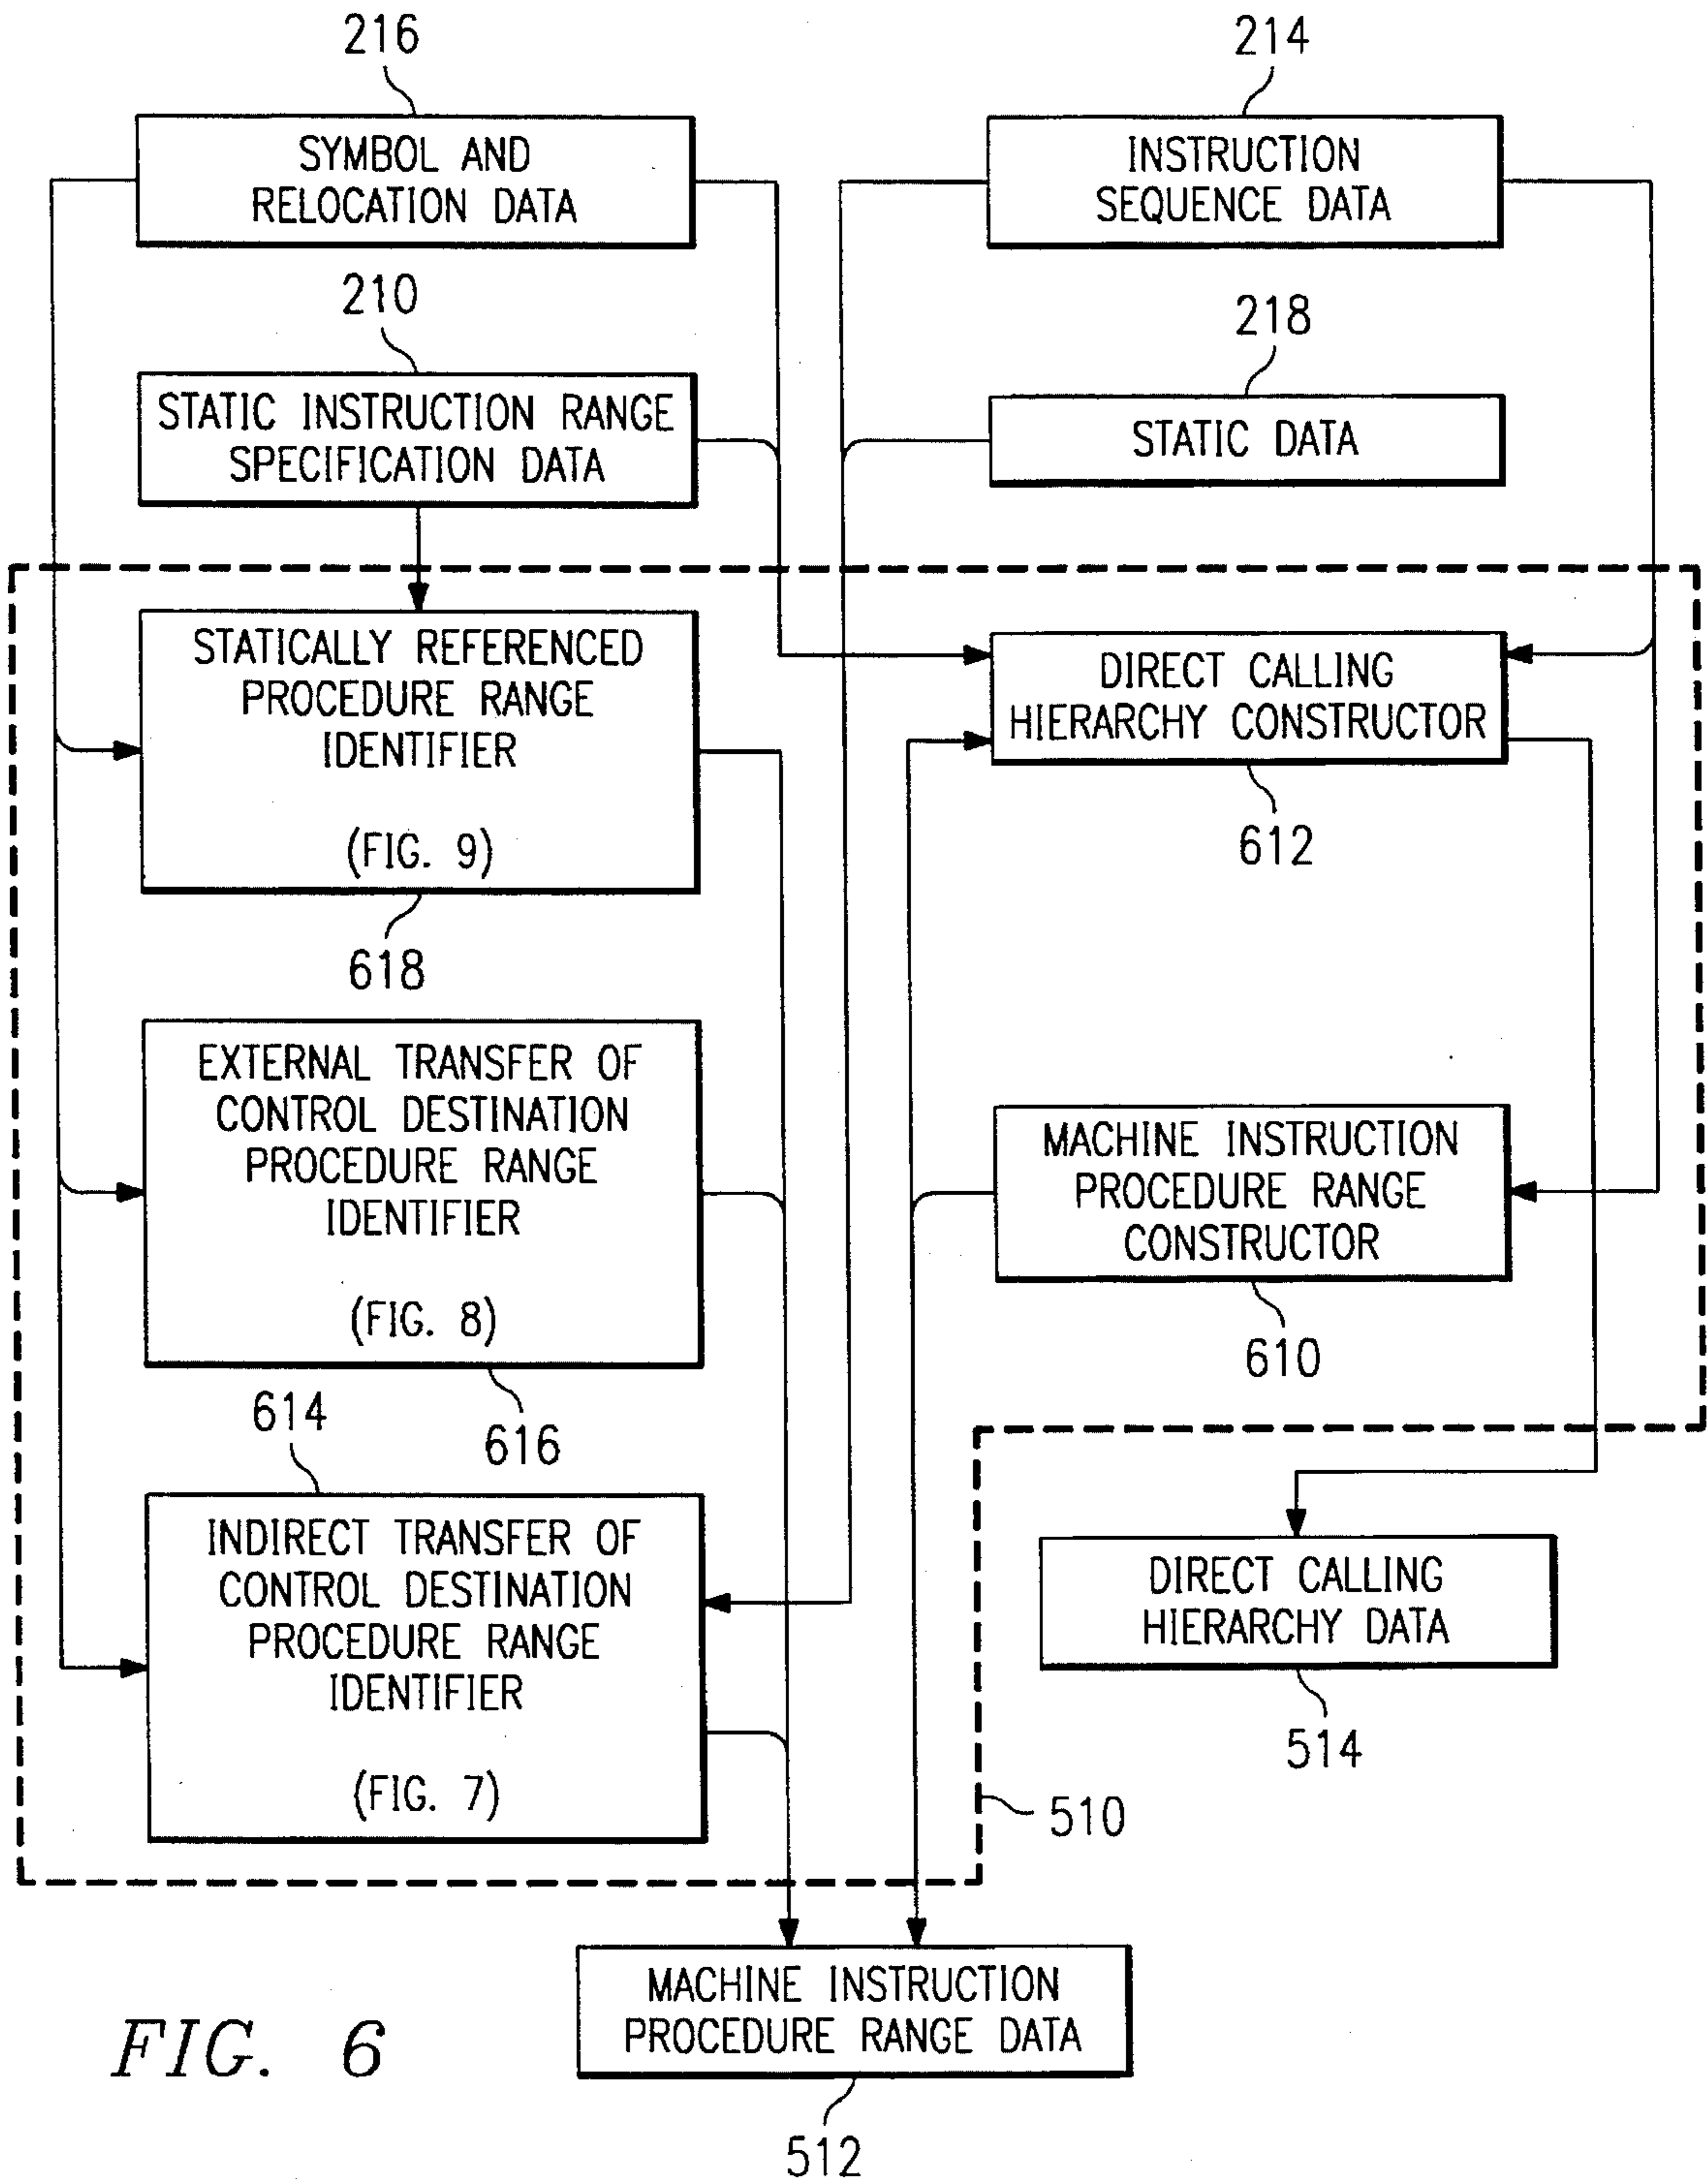 216
214
SYMBOL AND
RELOCATION DATA
INSTRUCTION
SEQUENCE DATA
210
218
STATIC INSTRUCTION RANGE
SPECIFICATION DATA
STATIC DATA
STATICALLY REFERENCED
PROCEDURE RANGE
IDENTIFIER
(FIG. 9)
618
DIRECT CALLING
HIERARCHY CONSTRUCTOR
612
EXTERNAL TRANSFER OF
CONTROL DESTINATION
PROCEDURE RANGE
IDENTIFIER
(FIG. 8)
616
MACHINE INSTRUCTION
PROCEDURE RANGE
CONSTRUCTOR
610
614
INDIRECT TRANSFER OF
CONTROL DESTINATION
PROCEDURE RANGE
IDENTIFIER
(FIG. 7)
DIRECT CALLING
HIERARCHY DATA
514
510
MACHINE INSTRUCTION
PROCEDURE RANGE DATA
512
FIG. 6